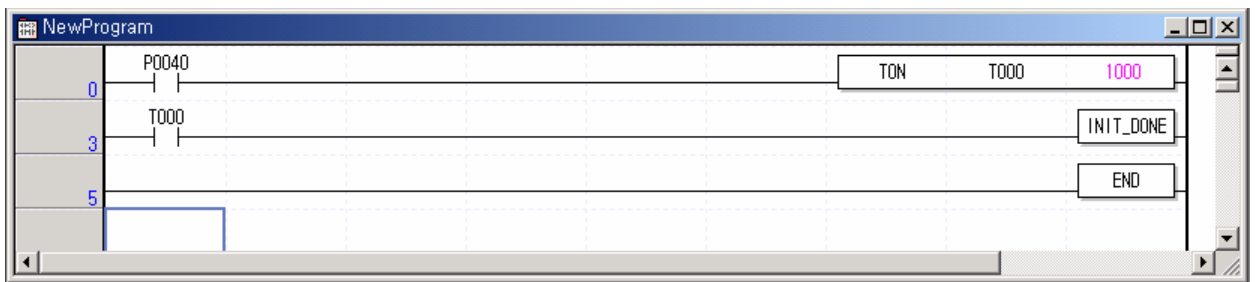 NewProgram
P0040
0 TON T000 1000
T000
3 INIT_DONE
END
5